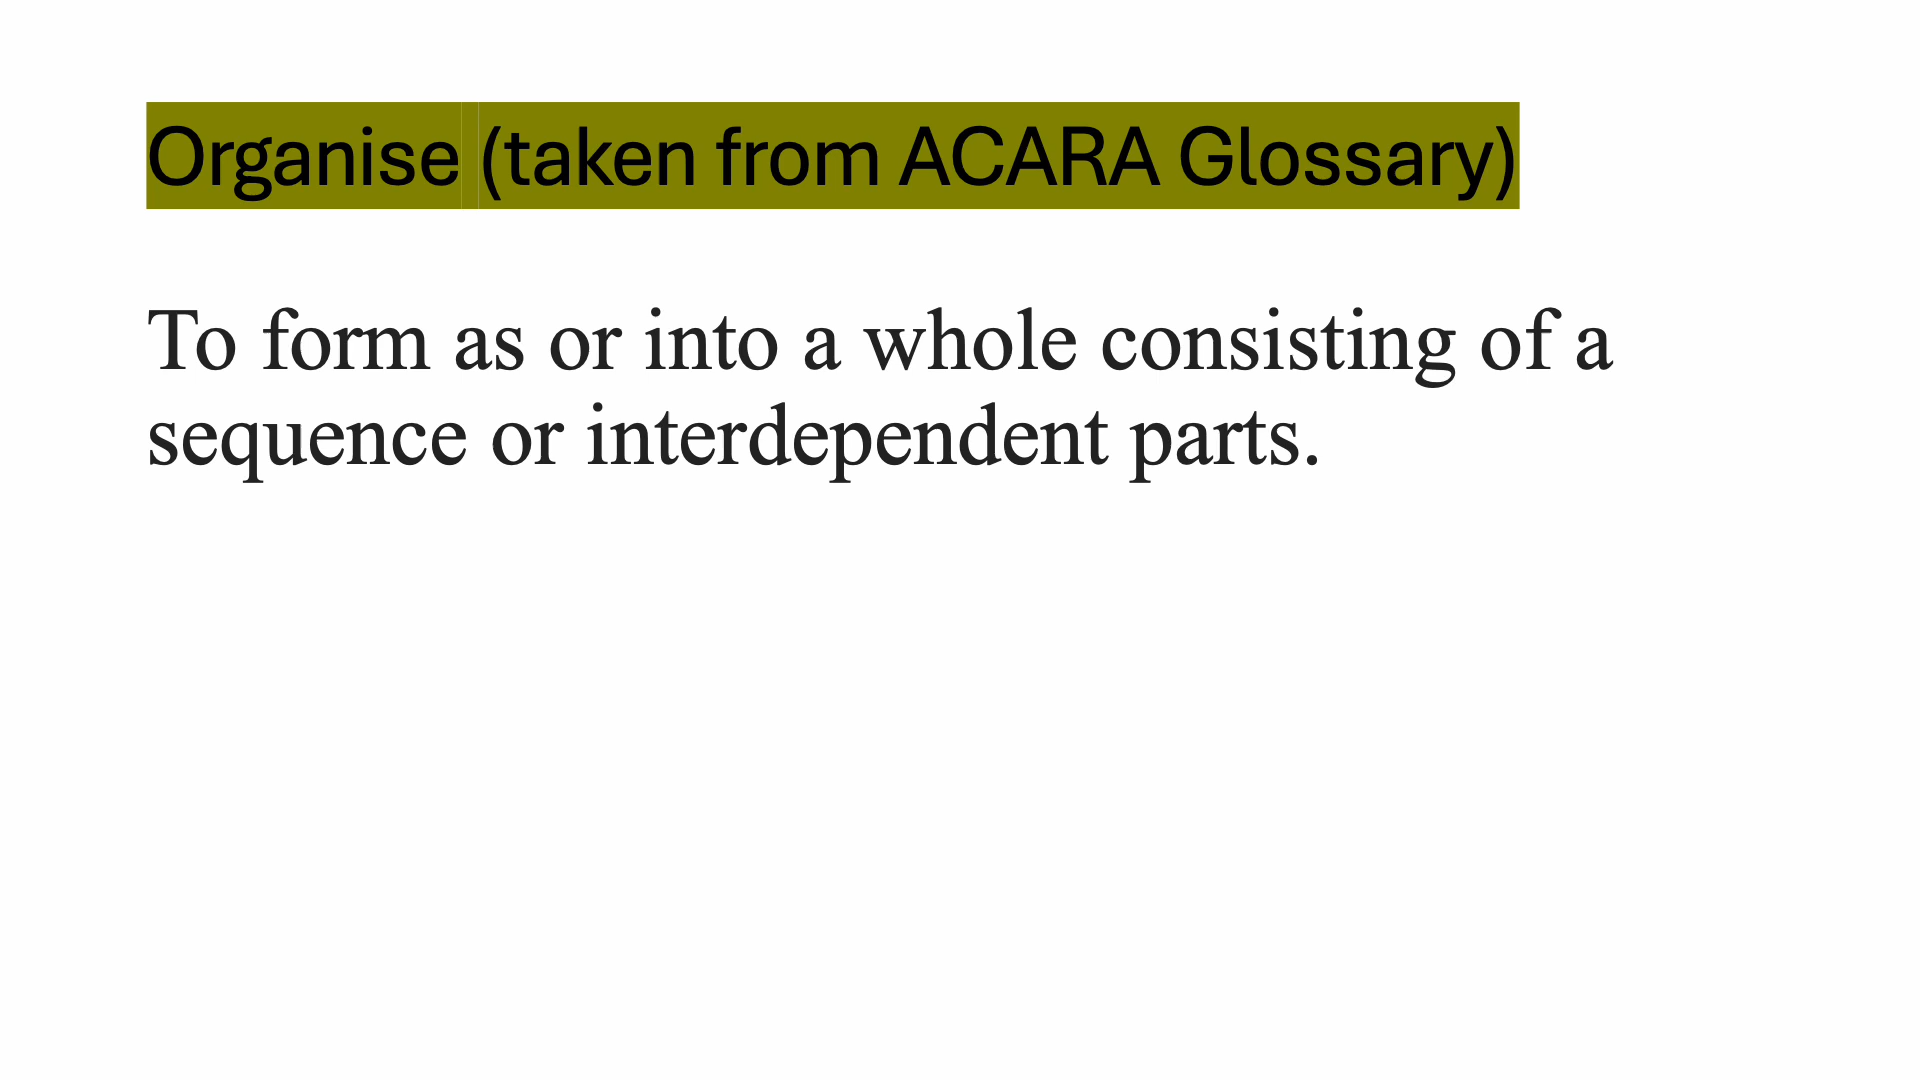 Organise (taken from ACARA Glossary)
To form as or into a whole consisting of a
sequence or interdependent parts.